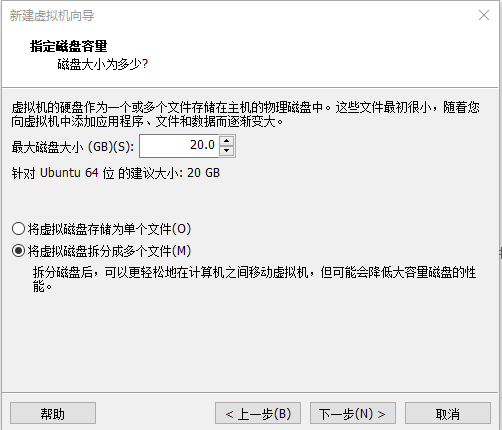 新建虚拟机向导
指定磁盘容量
磁盘大小为多少?
虚拟机的硬盘作为一个或多个文件存储在主机的物理磁盘中。这些文件最初很小，随着您
向虚拟机中添加应用程序、文件和数据而逐渐变大。
最大磁盘大小 (GB)(S): 20.0
针对 Ubuntu 64 位 的建议大小: 20 GB
将虚拟磁盘存储为单个文件(O)
将虚拟磁盘拆分成多个文件(M)
拆分磁盘后，可以更轻松地在计算机之间移动虚拟机，但可能会降低大容量磁盘的性
能。
帮助 < 上一步(B) 下一步(N) > 取消